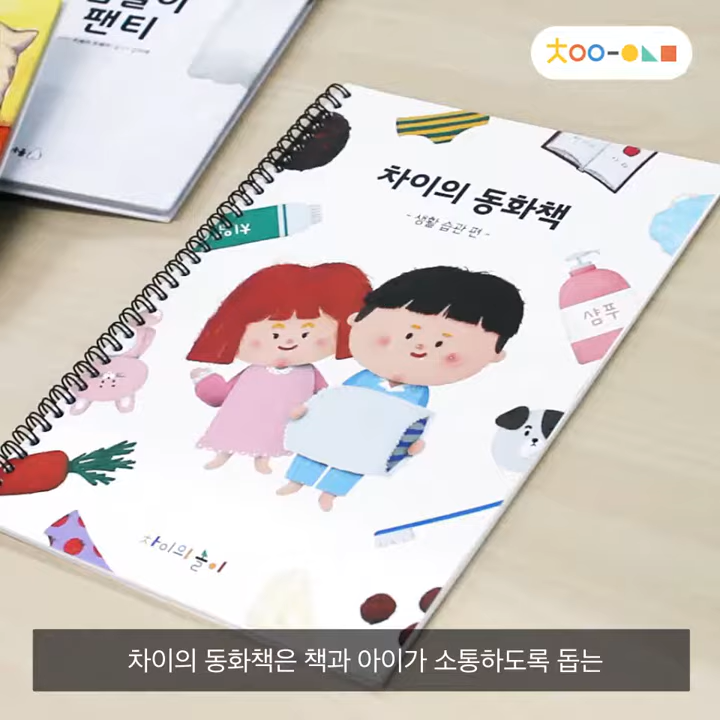 팬티
차이의 동화책
- 생활 습관 편 -
치약
샴푸
차이의 놀이
차이의 동화책은 책과 아이가 소통하도록 돕는